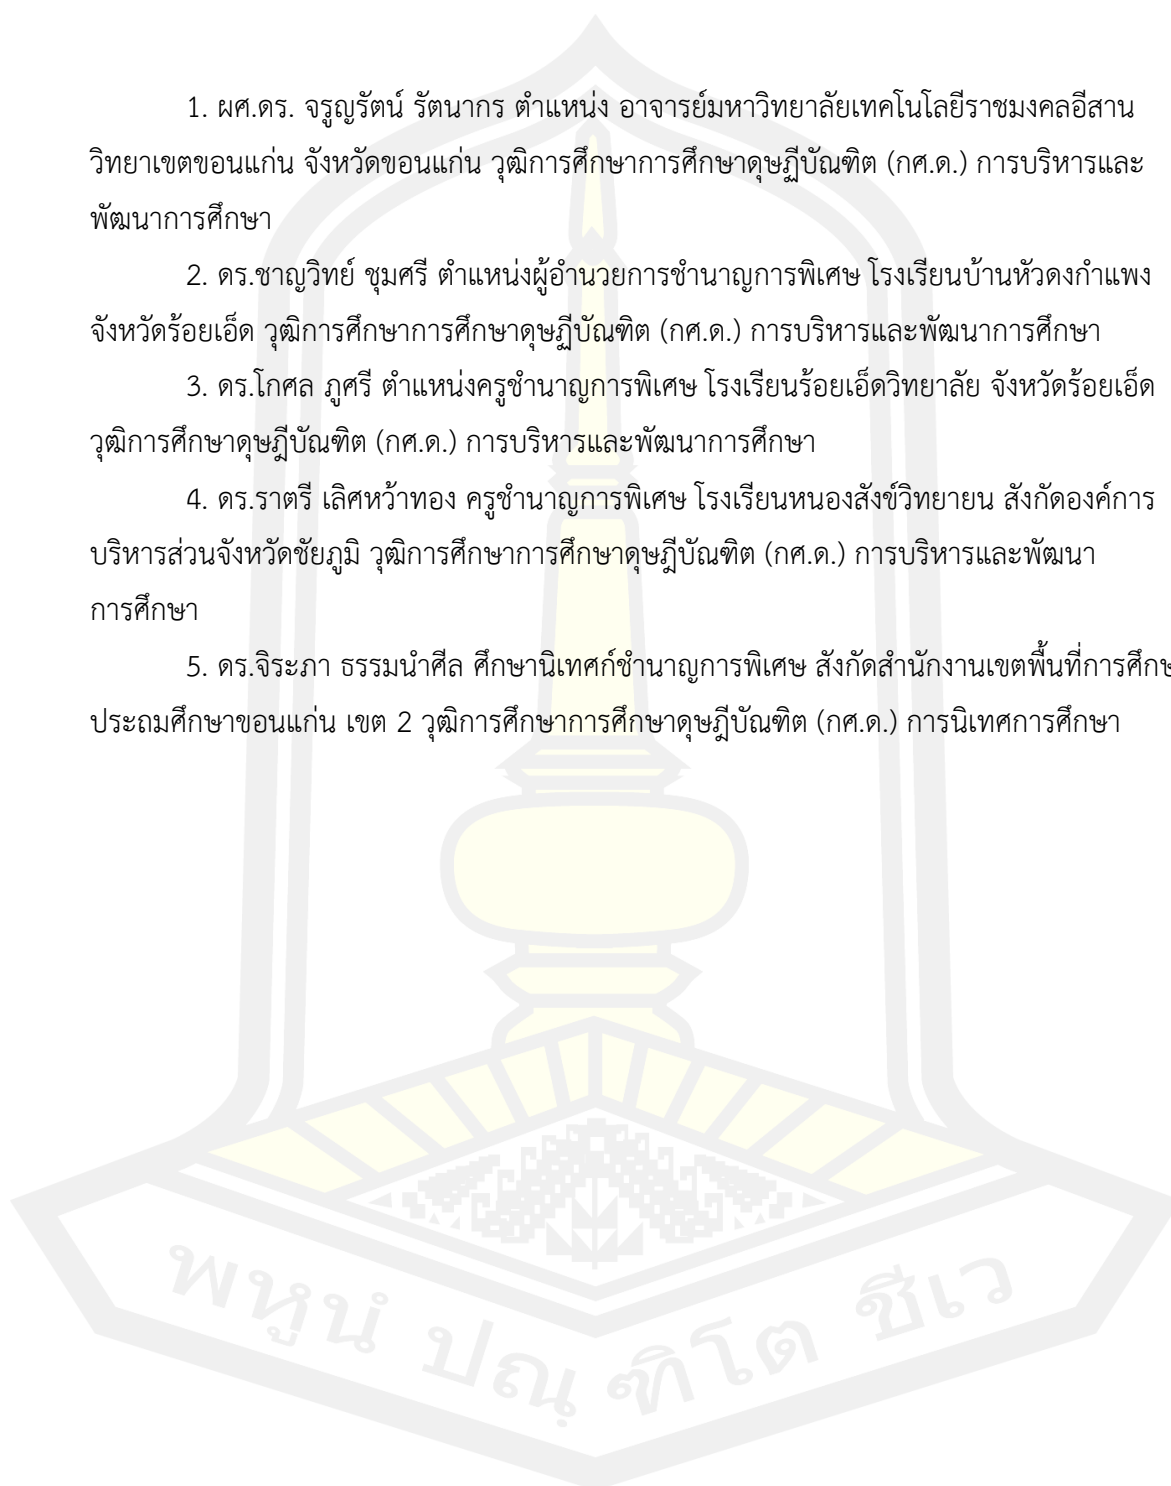 1. ผศ.ดร. จรูญรัตน์ รัตนากร ตำแหน่ง อาจารย์มหาวิทยาลัยเทคโนโลยีราชมงคลอีสาน
วิทยาเขตขอนแก่น จังหวัดขอนแก่น วุฒิการศึกษาการศึกษาดุษฏีบัณฑิต (กศ.ด.) การบริหารและ
พัฒนาการศึกษา
2. ดร.ชาญวิทย์ ชุมศรี ตำแหน่งผู้อำนวยการชำนาญการพิเศษ โรงเรียนบ้านหัวดงกำแพง
จังหวัดร้อยเอ็ด วุฒิการศึกษาการศึกษาดุษฏีบัณฑิต (กศ.ด.) การบริหารและพัฒนาการศึกษา
3. ดร.โกศล ภูศรี ตำแหน่งครูชำนาญการพิเศษ โรงเรียนร้อยเอ็ดวิทยาลัย จังหวัดร้อยเอ็ด
วุฒิการศึกษาดุษฎีบัณฑิต (กศ.ด.) การบริหารและพัฒนาการศึกษา
4. ดร.ราตรี เลิศหว้าทอง ครูชำนาญการพิเศษ โรงเรียนหนองสังข์วิทยายน สังกัดองค์การ
บริหารส่วนจังหวัดชัยภูมิ วุฒิการศึกษาการศึกษาดุษฎีบัณฑิต (กศ.ด.) การบริหารและพัฒนา
การศึกษา
5. ดร.จิระภา ธรรมนำศีล ศึกษานิเทศก์ชำนาญการพิเศษ สังกัดสำนักงานเขตพื้นที่การศึกษ
ประถมศึกษาขอนแก่น เขต 2 วุฒิการศึกษาการศึกษาดุษฎีบัณฑิต (กศ.ด.) การนิเทศการศึกษา
พหูนํ ปณฺ ฑิโต ชีเว